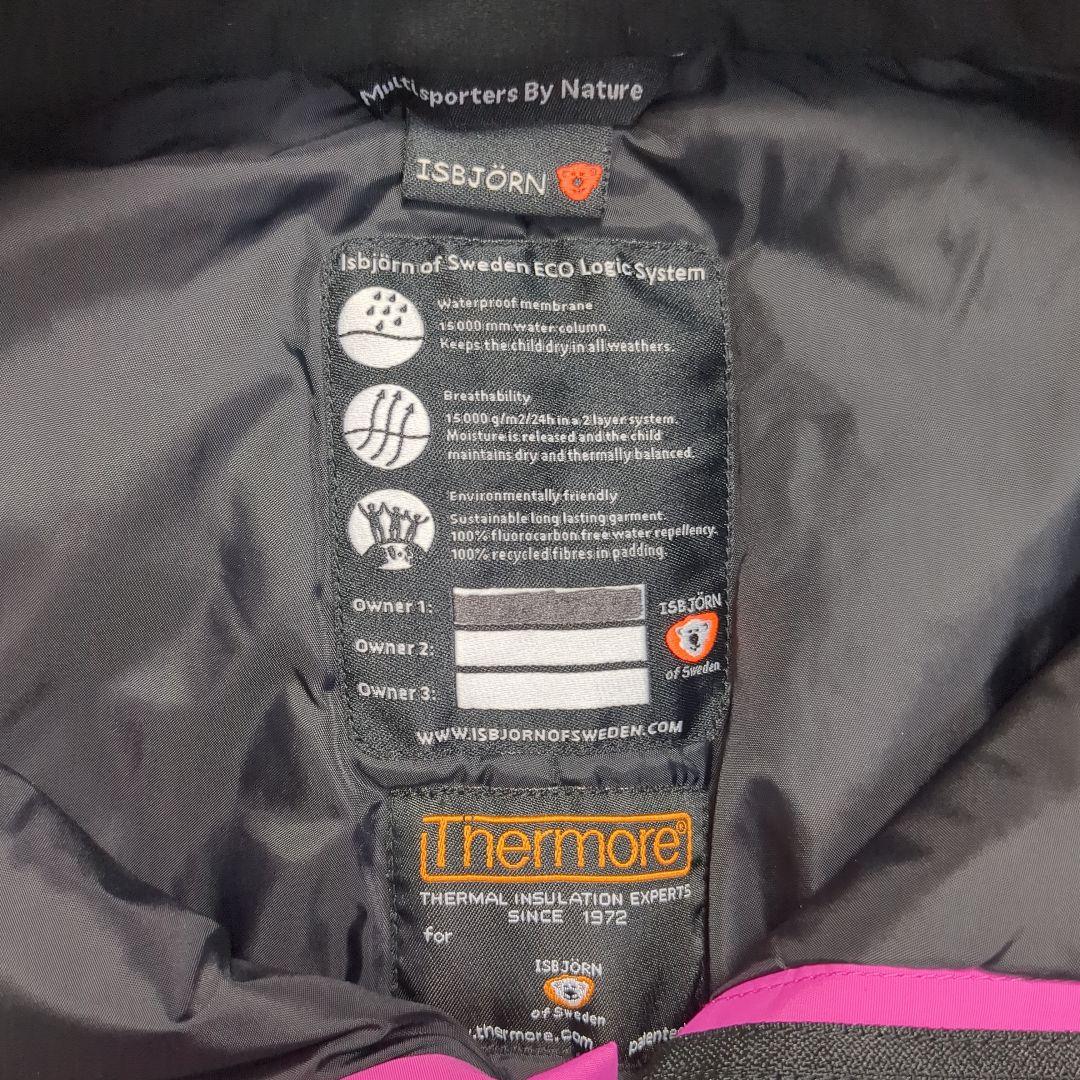 Multisporters By Nature
ISBJÖRN
Isbjörn of Sweden ECO Logic System
Waterproof membrane
15 000 mm water column.
Keeps the child dry in all weathers.
Breathability
15 000 g/m2/24h in a 2 layer system.
Moisture is released and the child
maintains dry and thermally balanced.
Environmentally friendly
Sustainable long lasting garment.
100% fluorocarbon free water repellency.
100% recycled fibres in padding.
Owner 1:
Owner 2:
Owner 3:
ISBJÖRN
of Sweden
WWW.ISBJORNOFSWEDEN.COM
Thermore®
THERMAL INSULATION EXPERTS
SINCE 1972
for
ISBJÖRN
of Sweden
.thermore.com patented